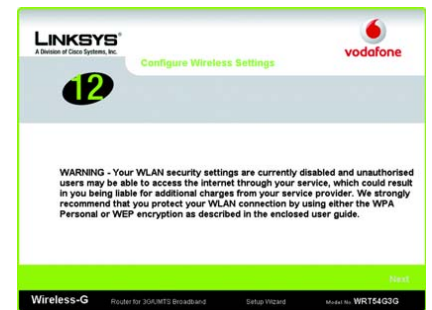 LINKSYS®
A Division of Cisco Systems, Inc.
vodafone
Configure Wireless Settings
12
WARNING - Your WLAN security settings are currently disabled and unauthorised
users may be able to access the internet through your service, which could result
in you being liable for additional charges from your service provider. We strongly
recommend that you protect your WLAN connection by using either the WPA
Personal or WEP encryption as described in the enclosed user guide.
Next
Wireless-G Router for 3G/UMTS Broadband Setup Wizard Model No WRT54G3G